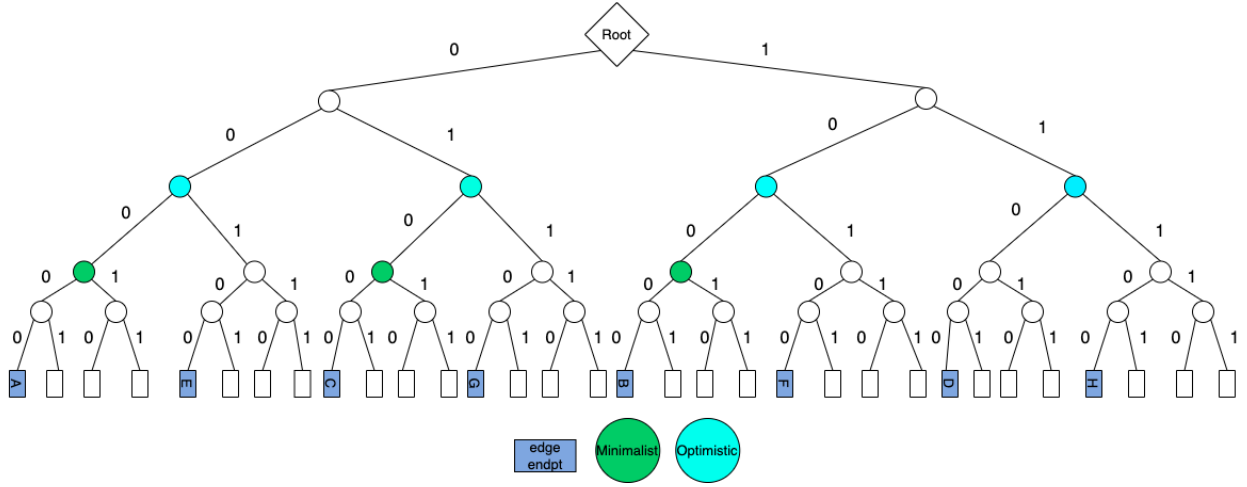 Root
0 1
0 1 0 1
0 1 0 1 0 1 0 1
0 1 0 1 0 1 0 1 0 1 0 1 0 1 0 1
0 1 0 1 0 1 0 1 0 1 0 1 0 1 0 1 0 1 0 1 0 1 0 1 0 1 0 1 0 1 0 1
A E C G B F D H
edge
endpt
Minimalist
Optimistic